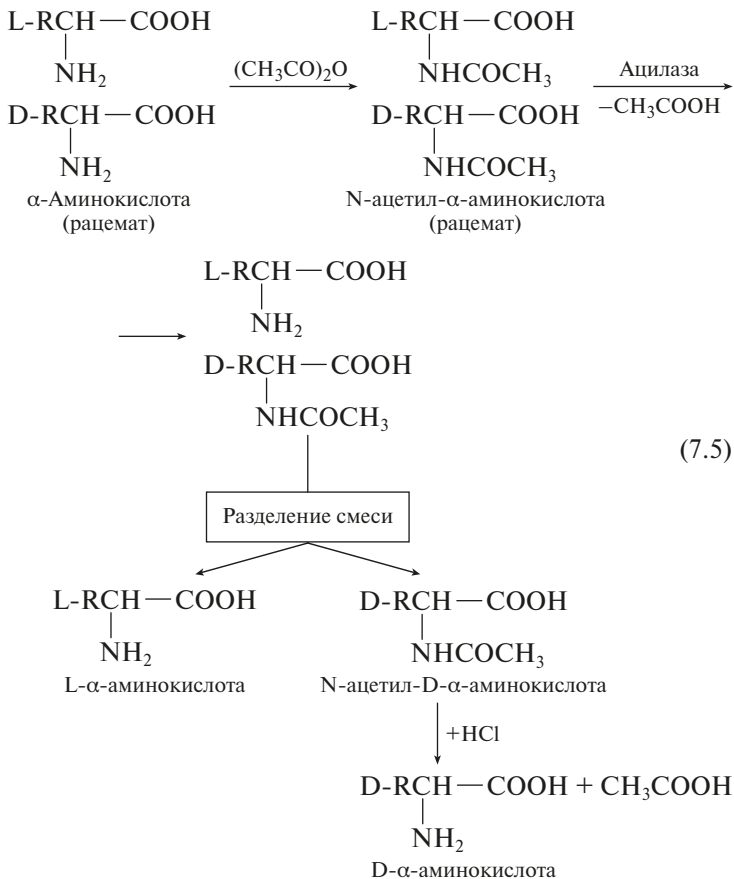 L-RCH—COOH L-RCH—COOH
NH₂ (CH₃CO)₂O NHCOCH₃ Ацилаза
D-RCH—COOH D-RCH—COOH –CH₃COOH
NH₂ NHCOCH₃
α-Аминокислота N-ацетил-α-аминокислота
(рацемат) (рацемат)
L-RCH—COOH
NH₂
D-RCH—COOH
NHCOCH₃
(7.5)
Разделение смеси
L-RCH—COOH D-RCH—COOH
NH₂ NHCOCH₃
L-α-аминокислота N-ацетил-D-α-аминокислота
+HCl
D-RCH—COOH + CH₃COOH
NH₂
D-α-аминокислота